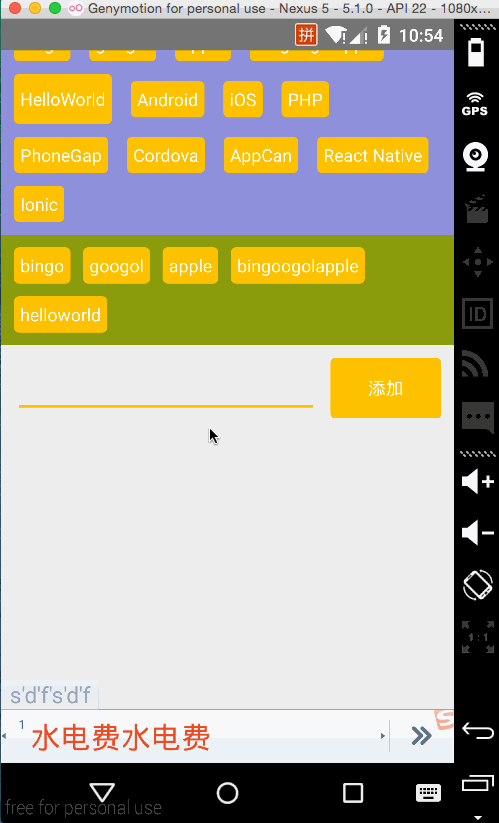 Genymotion for personal use - Nexus 5 - 5.1.0 - API 22 - 1080x...
拼 10:54
HelloWorld Android iOS PHP
GPS
PhoneGap Cordova AppCan React Native
Ionic
bingo googol apple bingoogolapple
ID
helloworld
添加
1:1
s'd'f's'd'f
1 水电费水电费
free for personal use